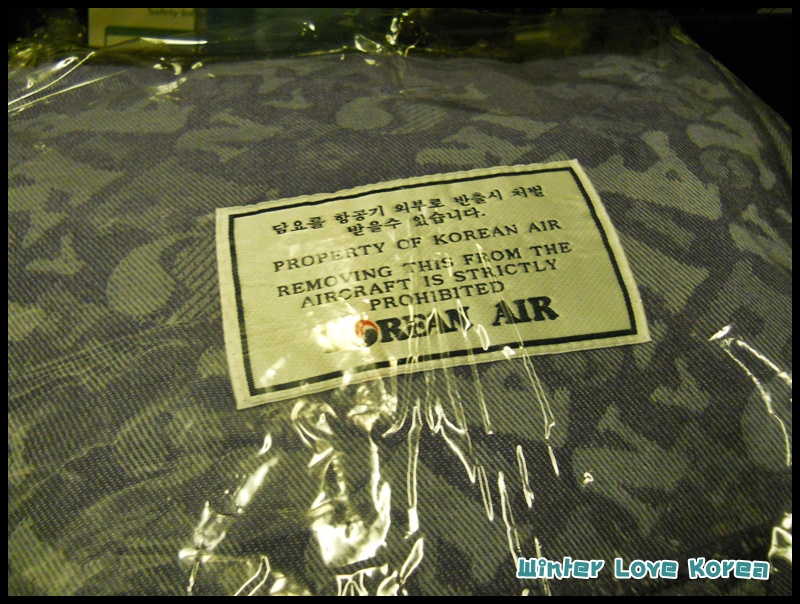 Safety
담요를 항공기 외부로 반출시 처벌
받을수 있습니다.
PROPERTY OF KOREAN AIR
REMOVING THIS FROM THE
AIRCRAFT IS STRICTLY
PROHIBITED
KOREAN AIR
Winter Love Korea